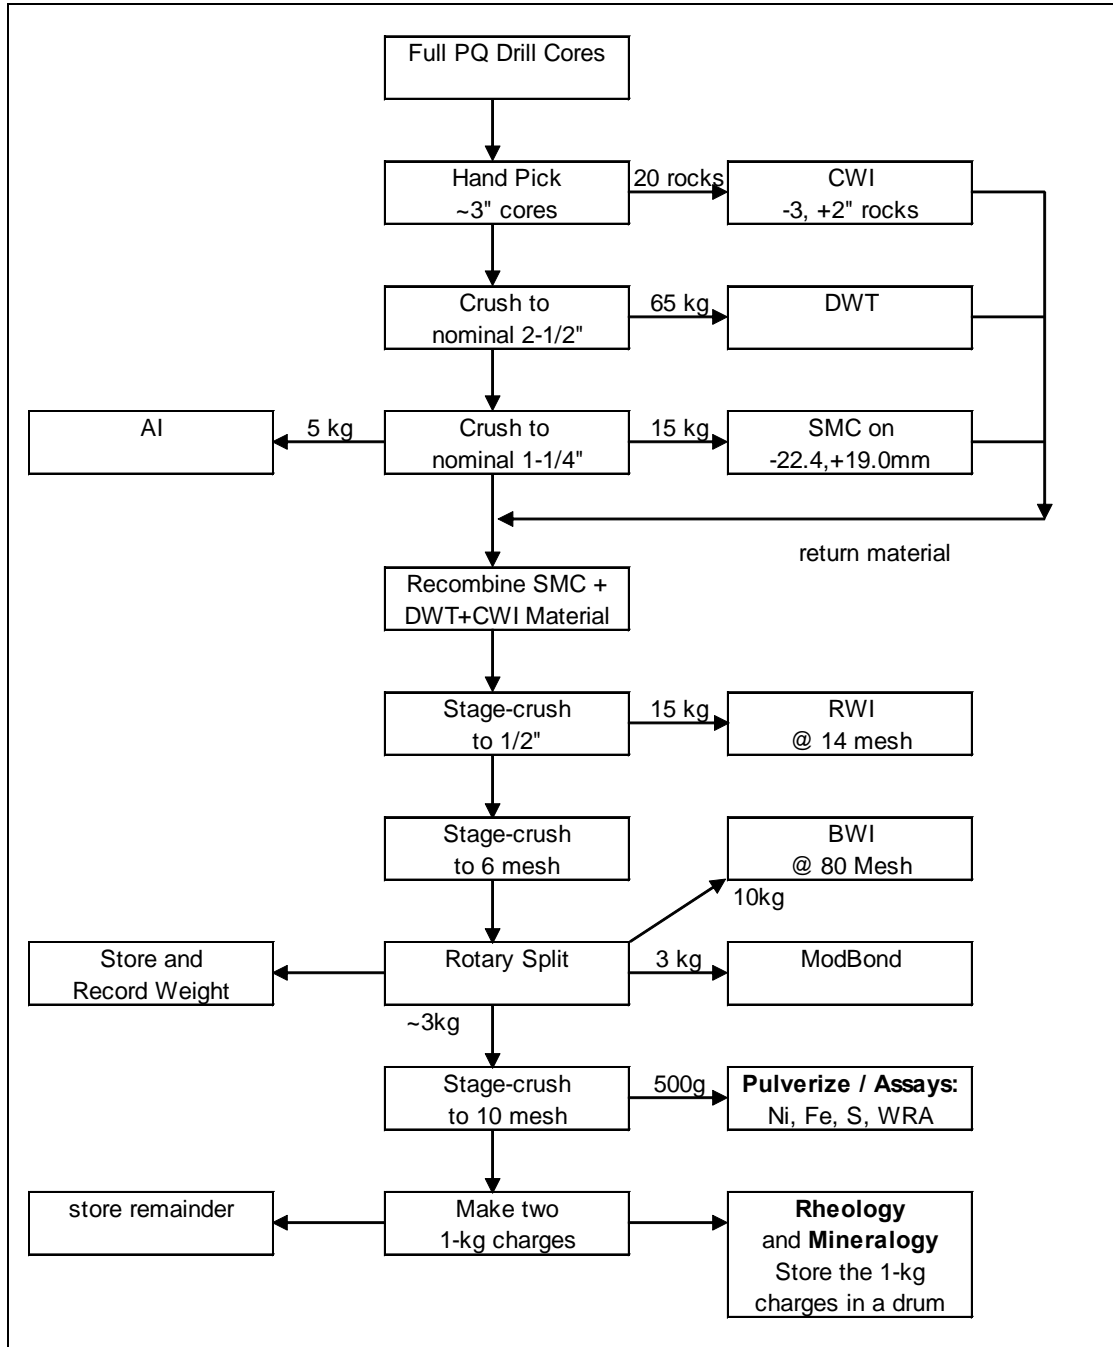 Full PQ Drill Cores
Hand Pick
~3" cores
20 rocks
CWI
-3, +2" rocks
Crush to
nominal 2-1/2"
65 kg
DWT
AI
5 kg
Crush to
nominal 1-1/4"
15 kg
SMC on
-22.4,+19.0mm
return material
Recombine SMC +
DWT+CWI Material
Stage-crush
to 1/2"
15 kg
RWI
@ 14 mesh
Stage-crush
to 6 mesh
BWI
@ 80 Mesh
10kg
Store and
Record Weight
Rotary Split
3 kg
ModBond
~3kg
Stage-crush
to 10 mesh
500g
Pulverize / Assays:
Ni, Fe, S, WRA
store remainder
Make two
1-kg charges
Rheology
and Mineralogy
Store the 1-kg
charges in a drum